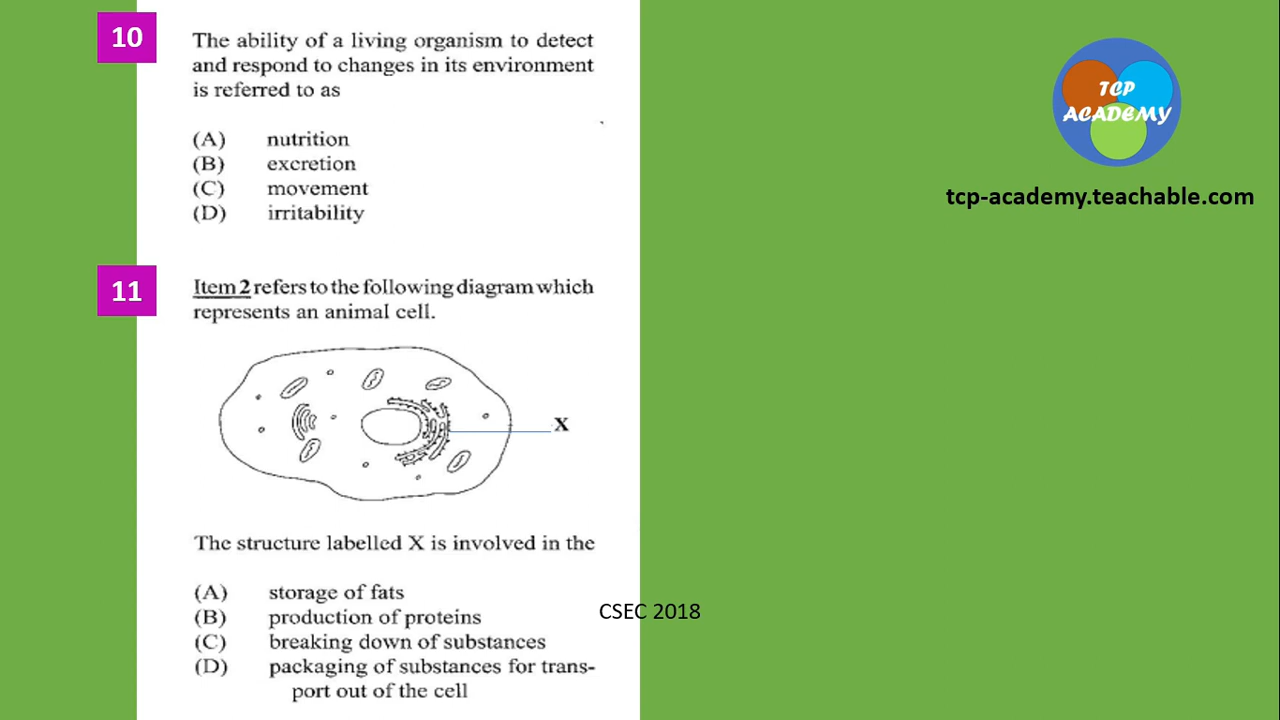 10
The ability of a living organism to detect
and respond to changes in its environment
is referred to as
(A) nutrition
(B) excretion
(C) movement
(D) irritability
11
Item 2 refers to the following diagram which
represents an animal cell.
X
The structure labelled X is involved in the
(A) storage of fats
(B) production of proteins
(C) breaking down of substances
(D) packaging of substances for trans-
port out of the cell
CSEC 2018
TCP
ACADEMY
tcp-academy.teachable.com